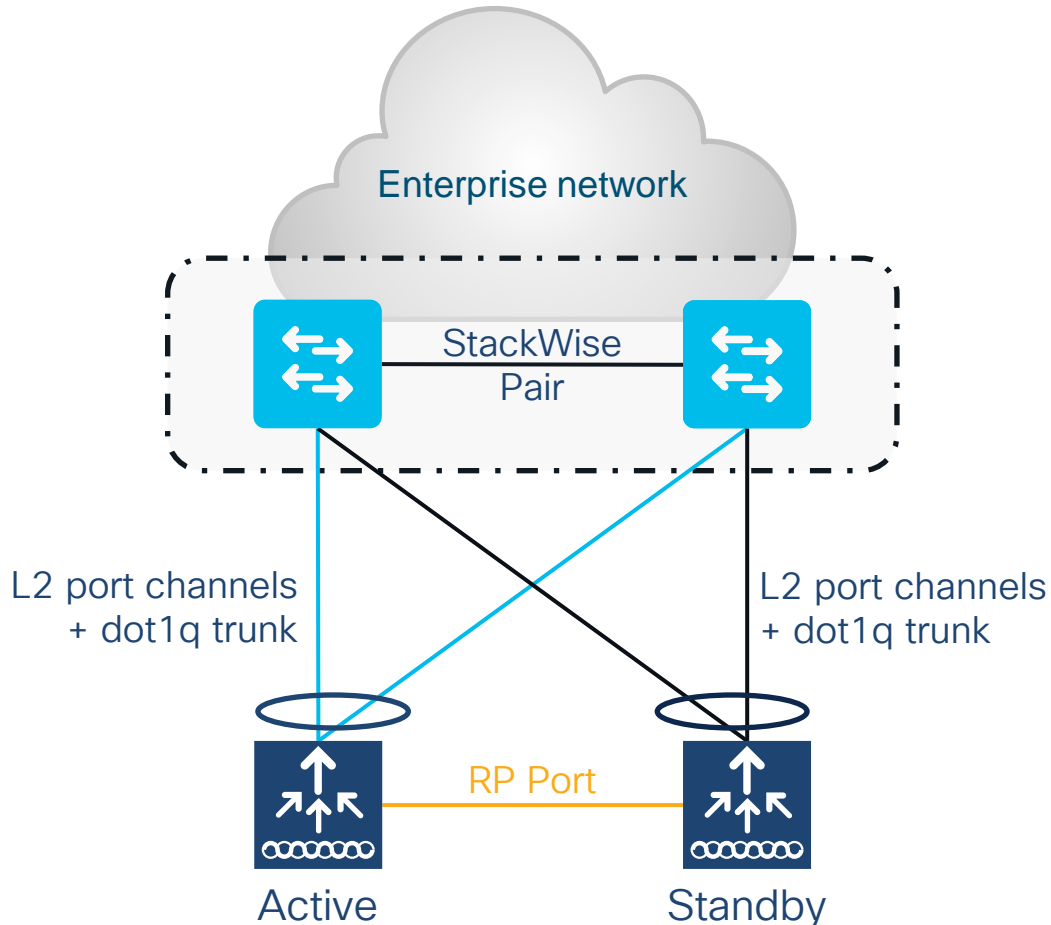 Enterprise network
StackWise
Pair
L2 port channels
+ dot1q trunk
L2 port channels
+ dot1q trunk
RP Port
Active
Standby